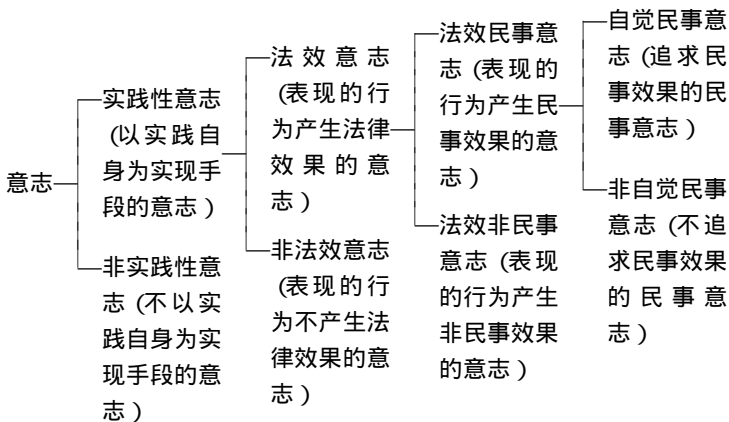 意志
实践性意志
(以实践自
身为实现手
段的意志)
非实践性意
志(不以实
践自身为实
现手段的意
志)
法效意志
(表现的行
为产生法律
效果的意
志)
非法效意志
(表现的行
为不产生法
律效果的意
志)
法效民事意
志(表现的
行为产生民
事效果的意
志)
法效非民事
意志(表现
的行为产生
非民事效果
的意志)
自觉民事意
志(追求民
事效果的民
事意志)
非自觉民事
意志(不追
求民事效果
的民事意
志)